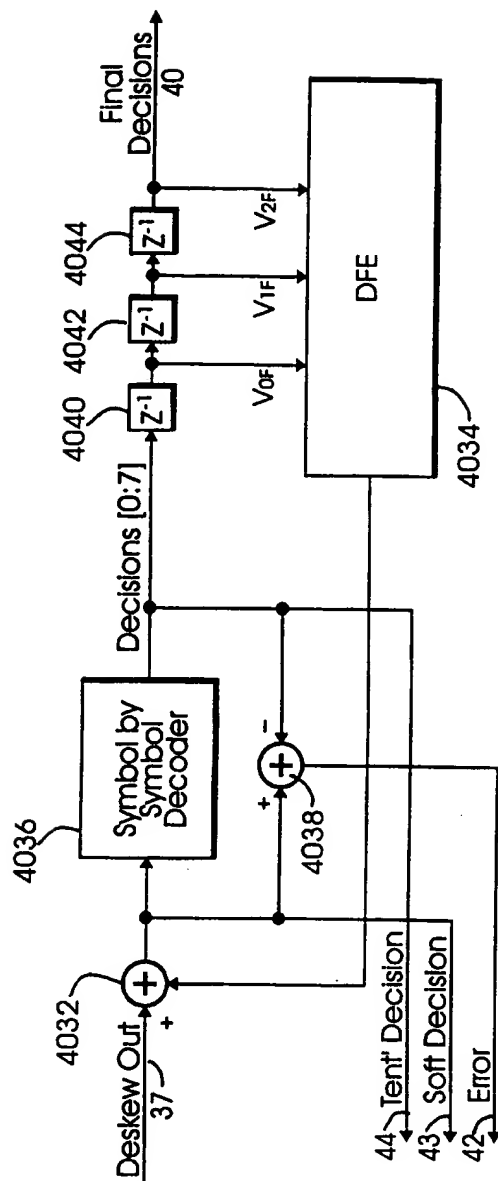 Deskew Out
37
4032
+
+
4036
Symbol by
Symbol
Decoder
Decisions [0:7]
4040
Z-1
4042
Z-1
4044
Z-1
Final
Decisions
40
V0F
V1F
V2F
DFE
4034
+
-
+
4038
44 Tent' Decision
43 Soft Decision
42 Error